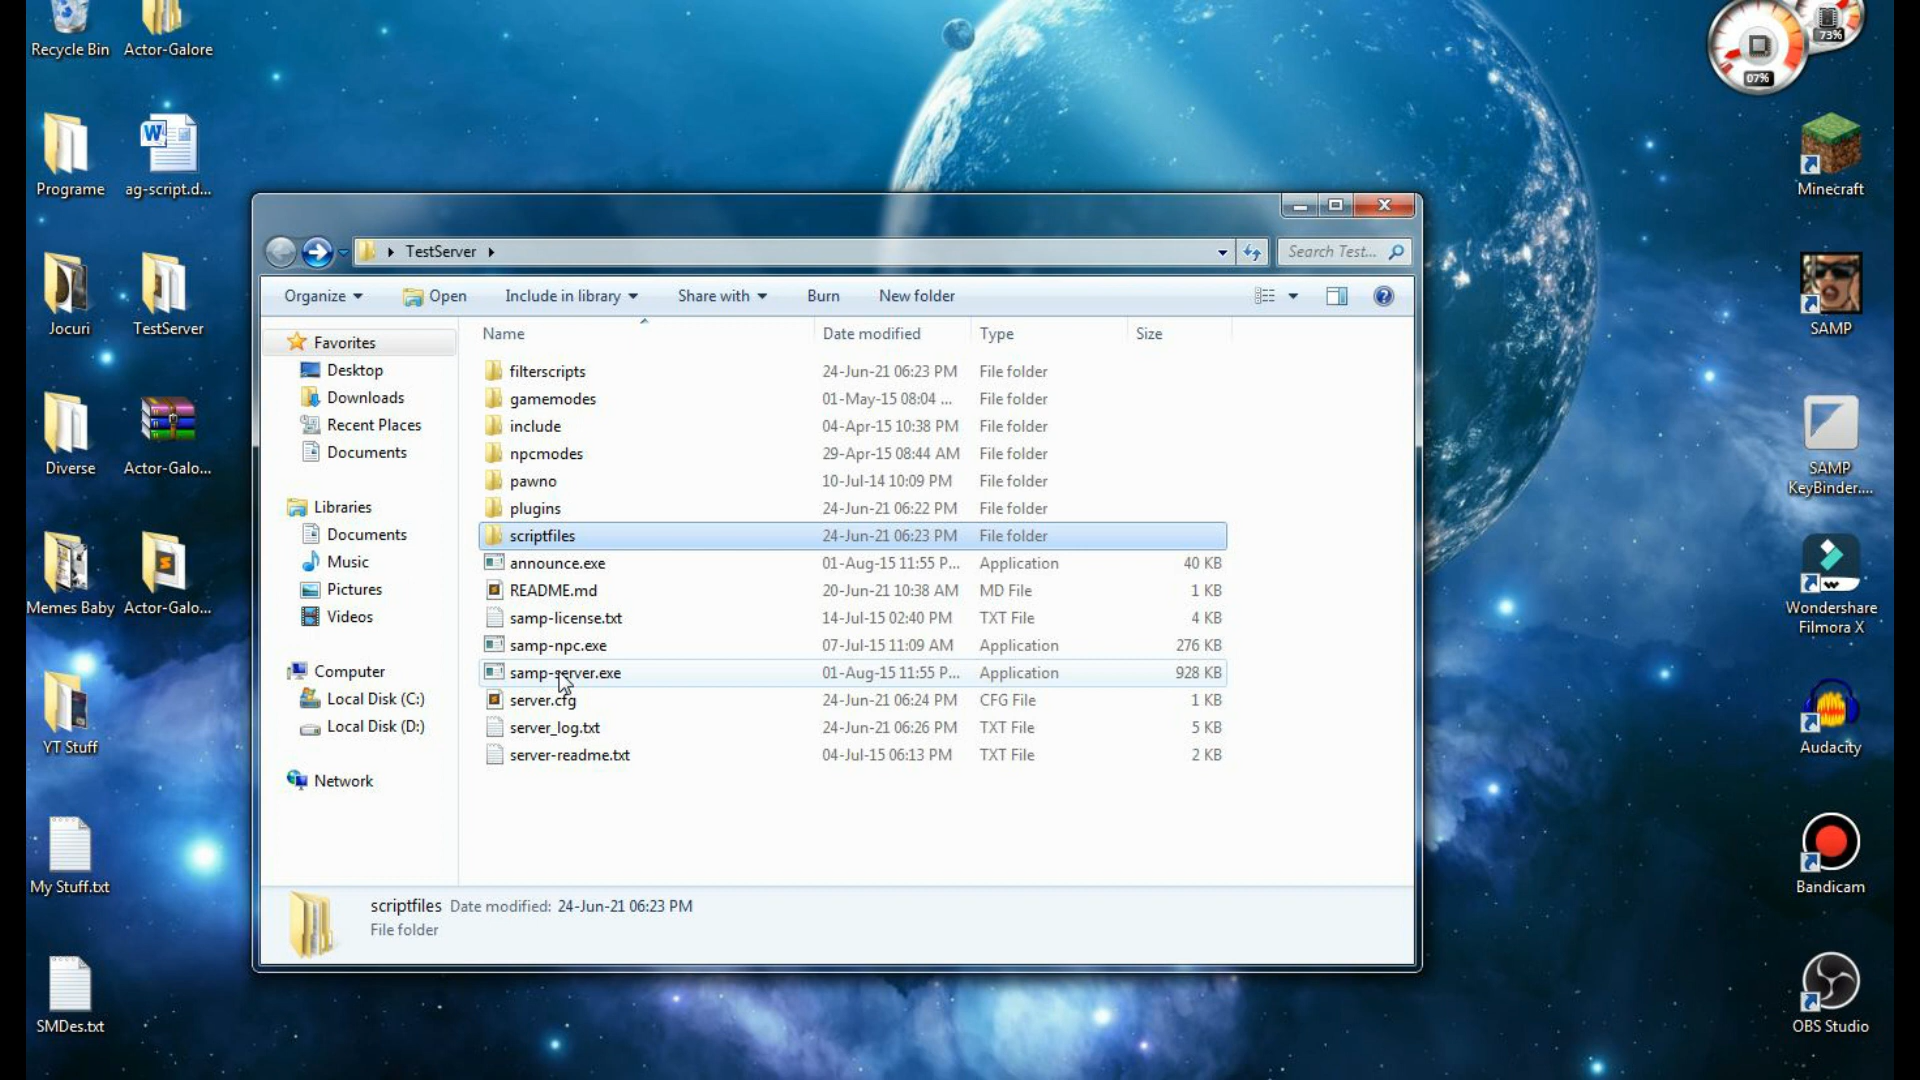 Recycle Bin
Actor-Galore
Programe
ag-script.d...
Jocuri
TestServer
Diverse
Actor-Galo...
Memes Baby
Actor-Galo...
YT Stuff
My Stuff.txt
SMDes.txt
07%
73%
Minecraft
SAMP
SAMP
KeyBinder....
Wondershare
Filmora X
Audacity
Bandicam
OBS Studio
TestServer
Search Test...
Organize
Open
Include in library
Share with
Burn
New folder
Favorites
Desktop
Downloads
Recent Places
Documents
Libraries
Documents
Music
Pictures
Videos
Computer
Local Disk (C:)
Local Disk (D:)
Network
Name Date modified Type Size
filterscripts 24-Jun-21 06:23 PM File folder
gamemodes 01-May-15 08:04 ... File folder
include 04-Apr-15 10:38 PM File folder
npcmodes 29-Apr-15 08:44 AM File folder
pawno 10-Jul-14 10:09 PM File folder
plugins 24-Jun-21 06:22 PM File folder
scriptfiles 24-Jun-21 06:23 PM File folder
announce.exe 01-Aug-15 11:55 P... Application 40 KB
README.md 20-Jun-21 10:38 AM MD File 1 KB
samp-license.txt 14-Jul-15 02:40 PM TXT File 4 KB
samp-npc.exe 07-Jul-15 11:09 AM Application 276 KB
samp-server.exe 01-Aug-15 11:55 P... Application 928 KB
server.cfg 24-Jun-21 06:24 PM CFG File 1 KB
server_log.txt 24-Jun-21 06:26 PM TXT File 5 KB
server-readme.txt 04-Jul-15 06:13 PM TXT File 2 KB
scriptfiles Date modified: 24-Jun-21 06:23 PM
File folder